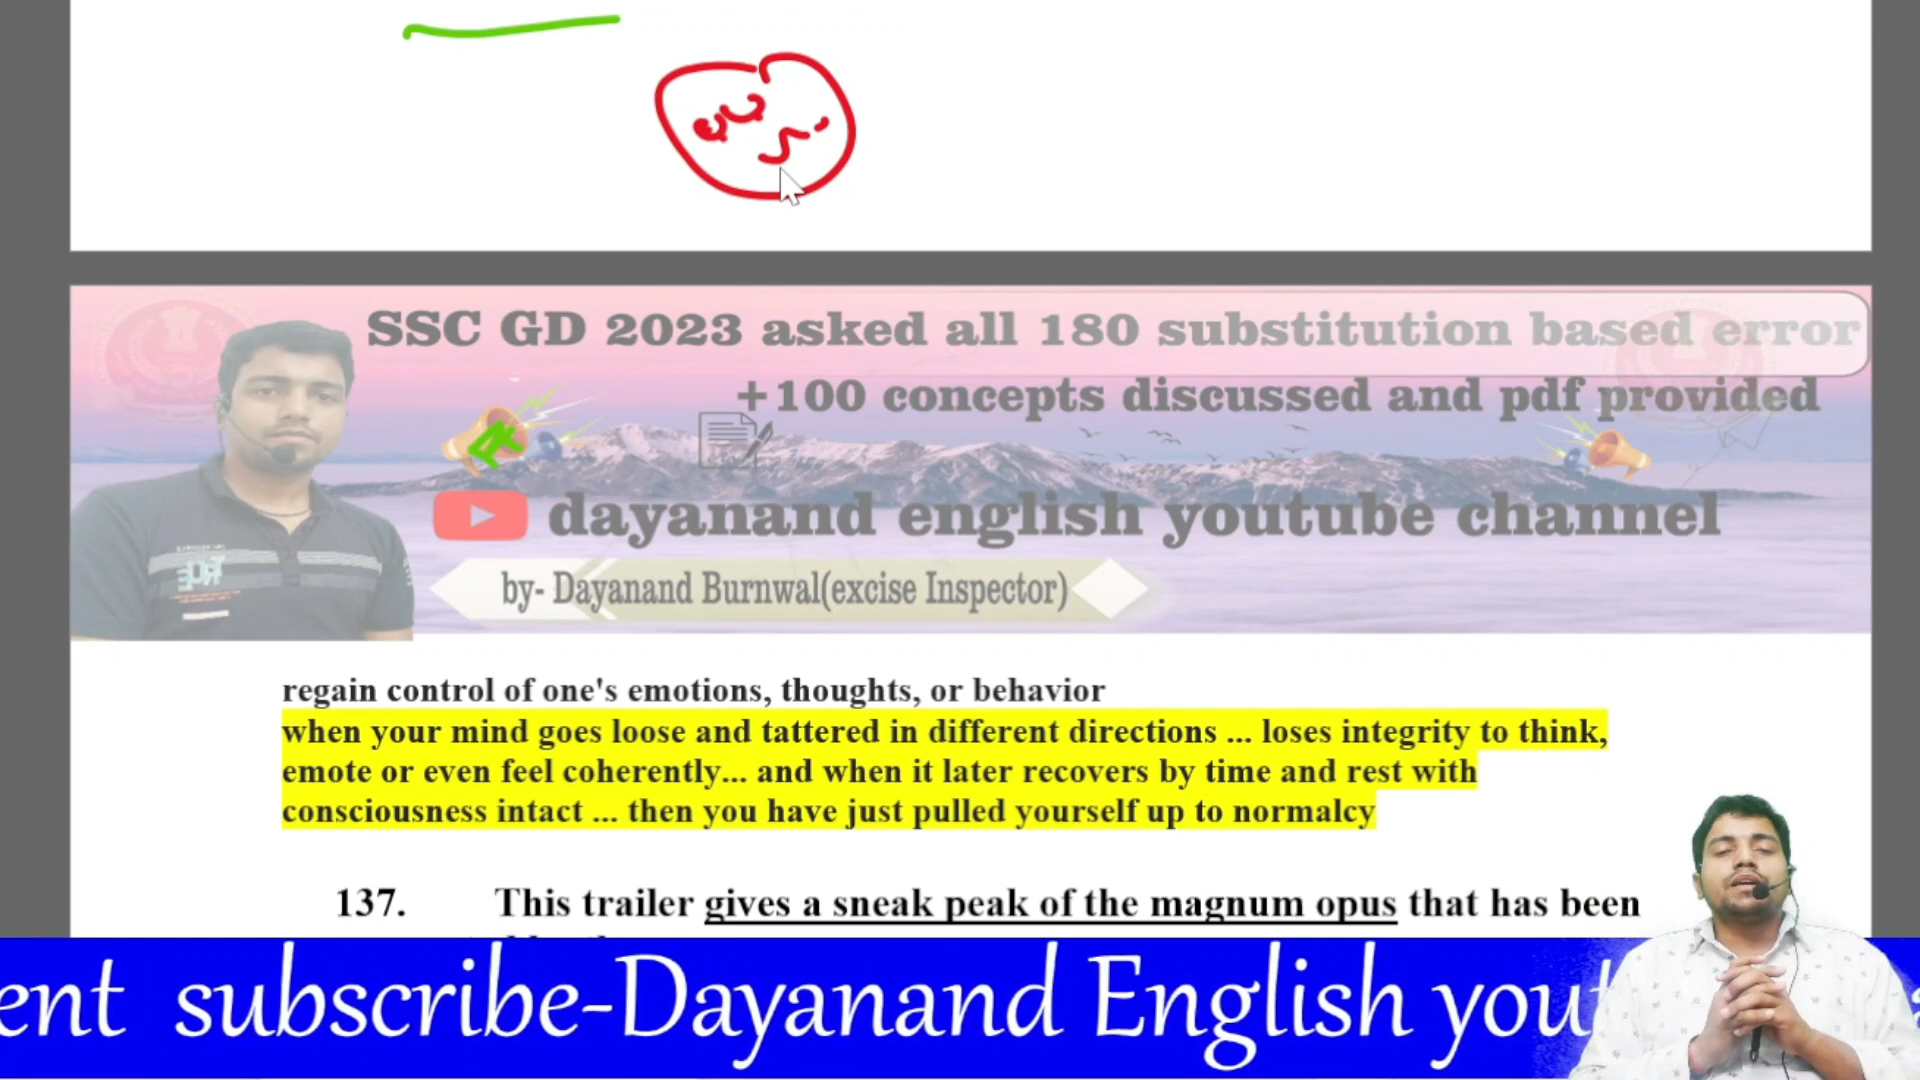 SSC GD 2023 asked all 180 substitution based error
+100 concepts discussed and pdf provided
dayanand english youtube channel
by- Dayanand Burnwal(excise Inspector)
regain control of one's emotions, thoughts, or behavior
when your mind goes loose and tattered in different directions ... loses integrity to think,
emote or even feel coherently... and when it later recovers by time and rest with
consciousness intact ... then you have just pulled yourself up to normalcy
137. This trailer gives a sneak peak of the magnum opus that has been
ent subscribe-Dayanand English yout